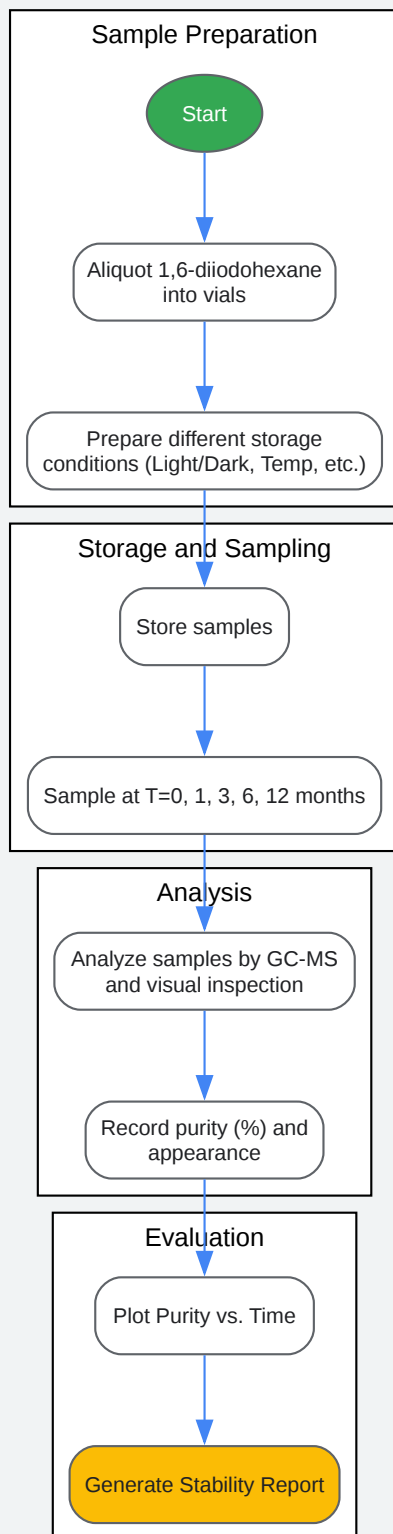 Sample Preparation
Start
Aliquot 1,6-diiodohexane
into vials
Prepare different storage
conditions (Light/Dark, Temp, etc.)
Storage and Sampling
Store samples
Sample at T=0, 1, 3, 6, 12 months
Analysis
Analyze samples by GC-MS
and visual inspection
Record purity (%) and
appearance
Evaluation
Plot Purity vs. Time
Generate Stability Report